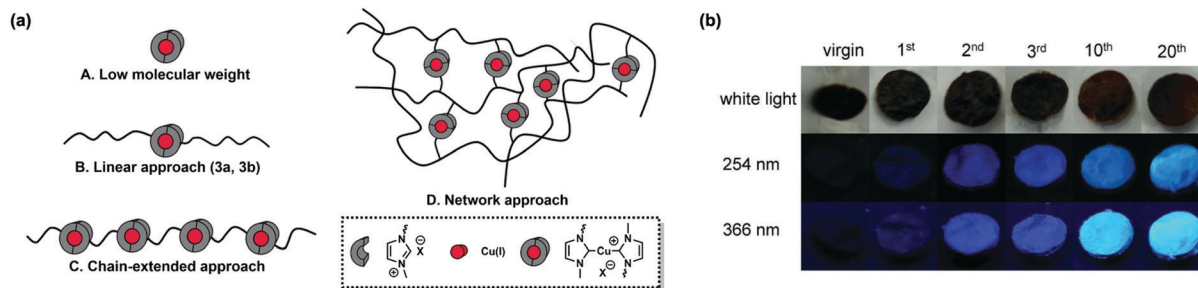 (a)
A. Low molecular weight
B. Linear approach (3a, 3b)
C. Chain-extended approach
D. Network approach
N
N
⊕
X⊖
Cu(I)
N
N
Cu
⊕
N
N
X⊖
(b)
virgin 1st 2nd 3rd 10th 20th
white light
254 nm
366 nm